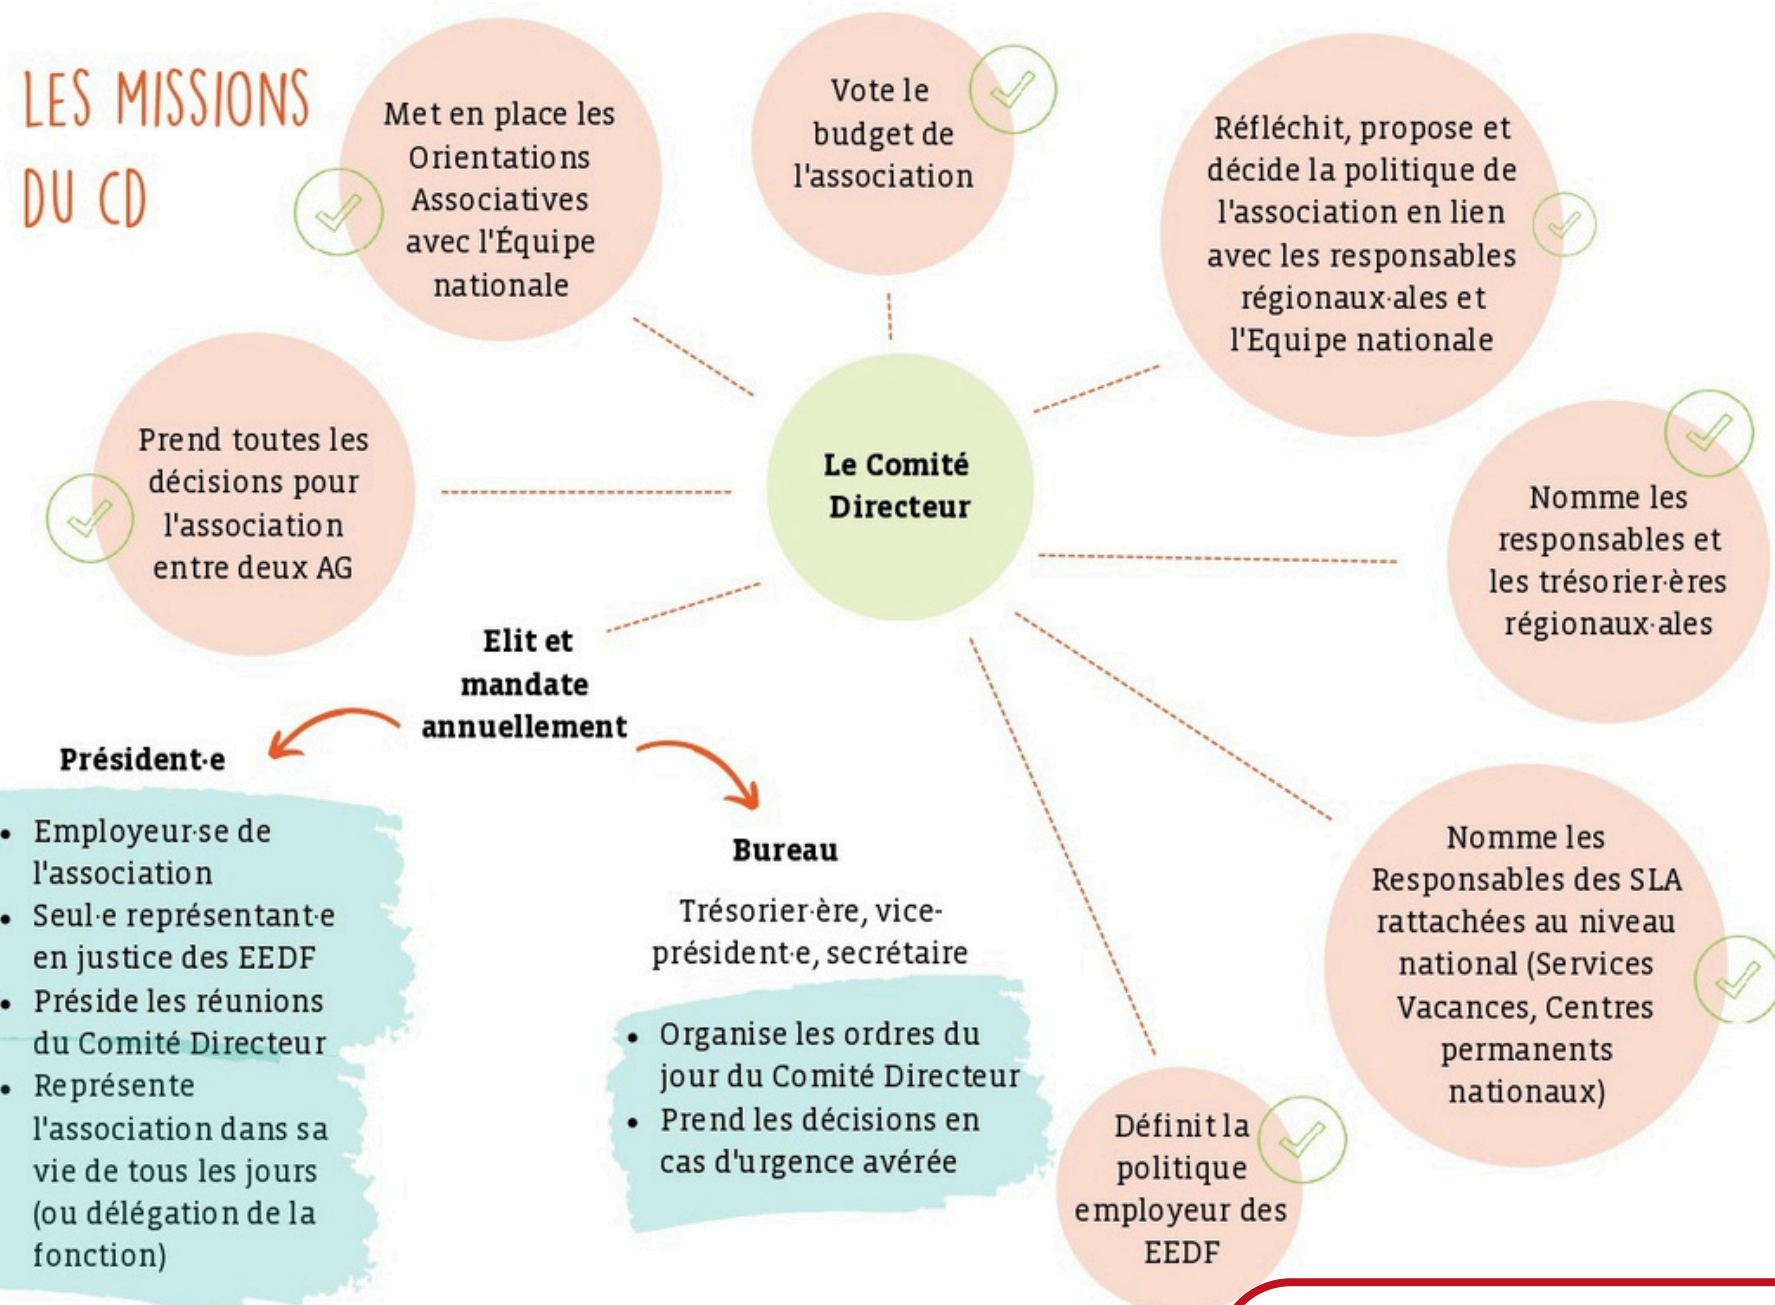 LES MISSIONS
DU CD
Met en place les
Orientations
Associatives
avec l'Équipe
nationale
Vote le
budget de
l'association
Réfléchit, propose et
décide la politique de
l'association en lien
avec les responsables
régionaux·ales et
l'Equipe nationale
Prend toutes les
décisions pour
l'association
entre deux AG
Le Comité
Directeur
Nomme les
responsables et
les trésorier·ères
régionaux·ales
Elit et
mandate
annuellement
Président·e
• Employeur·se de
l'association
• Seul·e représentant·e
en justice des EEDF
• Préside les réunions
du Comité Directeur
• Représente
l'association dans sa
vie de tous les jours
(ou délégation de la
fonction)
Bureau
Trésorier·ère, vice-
président·e, secrétaire
• Organise les ordres du
jour du Comité Directeur
• Prend les décisions en
cas d'urgence avérée
Nomme les
Responsables des SLA
rattachées au niveau
national (Services
Vacances, Centres
permanents
nationaux)
Définit la
politique
employeur des
EEDF